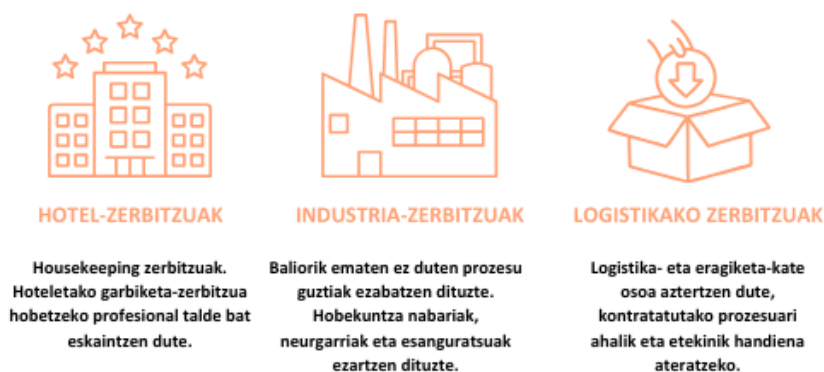 HOTEL-ZERBITZUAK
Housekeeping zerbitzuak.
Hoteletako garbiketa-zerbitzua
hobetzeko profesional talde bat
eskaintzen dute.
INDUSTRIA-ZERBITZUAK
Baliorik ematen ez duten prozesu
guztiak ezabatzen dituzte.
Hobekuntza nabariak,
neurgarriak eta esanguratsuak
ezartzen dituzte.
LOGISTIKAKO ZERBITZUAK
Logistika- eta eragiketa-kate
osoa aztertzen dute,
kontratatutako prozesuari
ahalik eta etekinik handiena
ateratzeko.